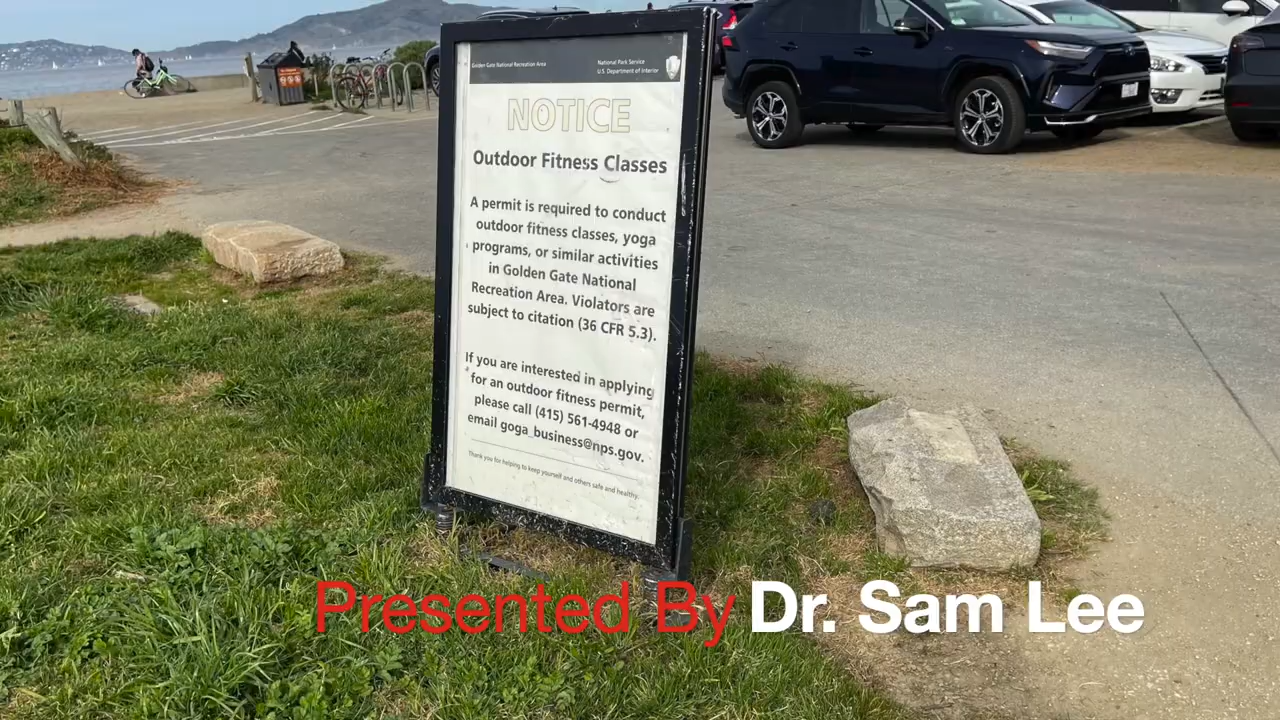 Golden Gate National Recreation Area
National Park Service
U.S. Department of Interior
NOTICE
Outdoor Fitness Classes
A permit is required to conduct
outdoor fitness classes, yoga
programs, or similar activities
in Golden Gate National
Recreation Area. Violators are
subject to citation (36 CFR 5.3).
If you are interested in applying
for an outdoor fitness permit,
please call (415) 561-4948 or
email goga_business@nps.gov.
Thank you for helping to keep yourself and others safe and healthy.
Presented By Dr. Sam Lee